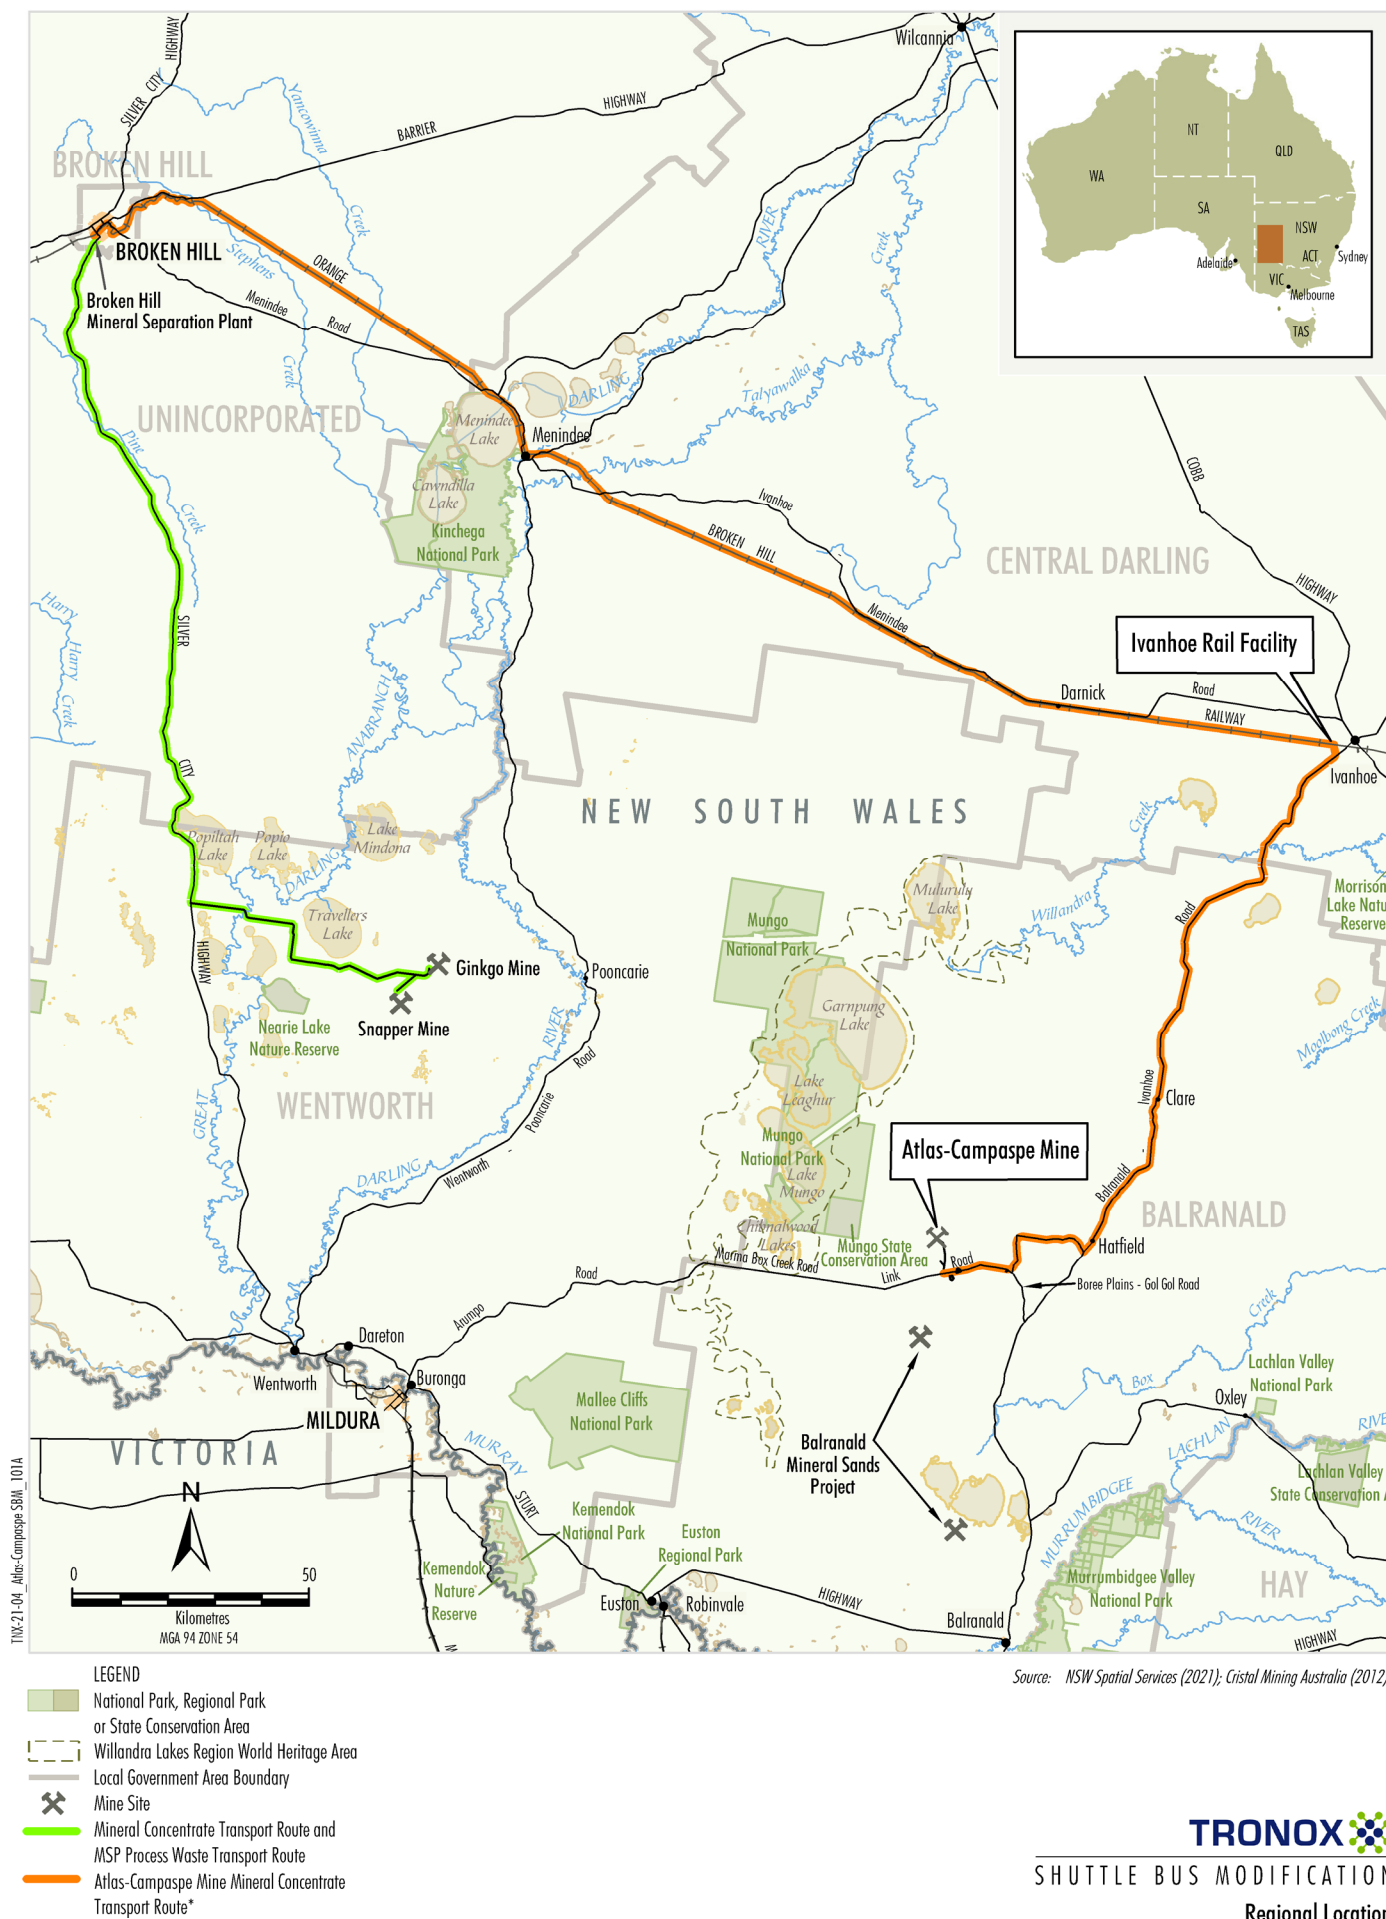 Wilcannia
SILVER CITY HIGHWAY
BARRIER HIGHWAY
Yancowinna
Creek
BROKEN HILL
BROKEN HILL
Stephens
Creek
ORANGE
Menindee Road
Broken Hill
Mineral Separation Plant
RIVER
Creek
DARLING
Talyawalka
UNINCORPORATED
Pine
Creek
Menindee
Lake
Menindee
Cawndilla
Lake
Kinchega
National Park
Ivanhoe
BROKEN HILL
Menindee
CENTRAL DARLING
COBB
HIGHWAY
WA
NT
QLD
SA
NSW
ACT
VIC
TAS
Adelaide
Sydney
Melbourne
Harry
Harry
Creek
SILVER
ANABRANCH
Ivanhoe Rail Facility
Darnick
Road
RAILWAY
Ivanhoe
CITY
NEW SOUTH WALES
Popiltah
Lake
Popio
Lake
Lake
Mindona
DARLING
Travellers
Lake
HIGHWAY
Ginkgo Mine
Snapper Mine
Nearie Lake
Nature Reserve
Pooncarie
RIVER
Road
Pooncarie
-
Wentworth
DARLING
GREAT
WENTWORTH
Mungo
National Park
Mulurulu
Lake
Willandra
Creek
Garnpung
Lake
Lake
Leaghur
Mungo
National Park
Lake
Mungo
Chibnalwood
Lakes
Mungo State
Conservation Area
Morrison
Lake Natu
Reserve
Moolbong Creek
Road
Ivanhoe
-
Balranald
Clare
Atlas-Campaspe Mine
BALRANALD
Hatfield
Marma Box Creek Road
Link
Road
Boree Plains - Gol Gol Road
Arumpo
Road
Dareton
Wentworth
Buronga
MILDURA
VICTORIA
MURRAY
STURT
Mallee Cliffs
National Park
Balranald
Mineral Sands
Project
Box
Creek
Lachlan Valley
National Park
Oxley
LACHLAN
RIVE
Lachlan Valley
State Conservation A
MURRUMBIDGEE
RIVER
Murrumbidgee Valley
National Park
HAY
HIGHWAY
Kemendok
National Park
Kemendok
Nature
Reserve
Euston
Regional Park
Euston
Robinvale
HIGHWAY
Balranald
N
0 50
Kilometres
MGA 94 ZONE 54
TNX-21-04_Atlas-Campaspe SBM_101A
Source: NSW Spatial Services (2021); Cristal Mining Australia (2012)
LEGEND
National Park, Regional Park
or State Conservation Area
Willandra Lakes Region World Heritage Area
Local Government Area Boundary
Mine Site
Mineral Concentrate Transport Route and
MSP Process Waste Transport Route
Atlas-Campaspe Mine Mineral Concentrate
Transport Route*
TRONOX
SHUTTLE BUS MODIFICATION
Regional Location